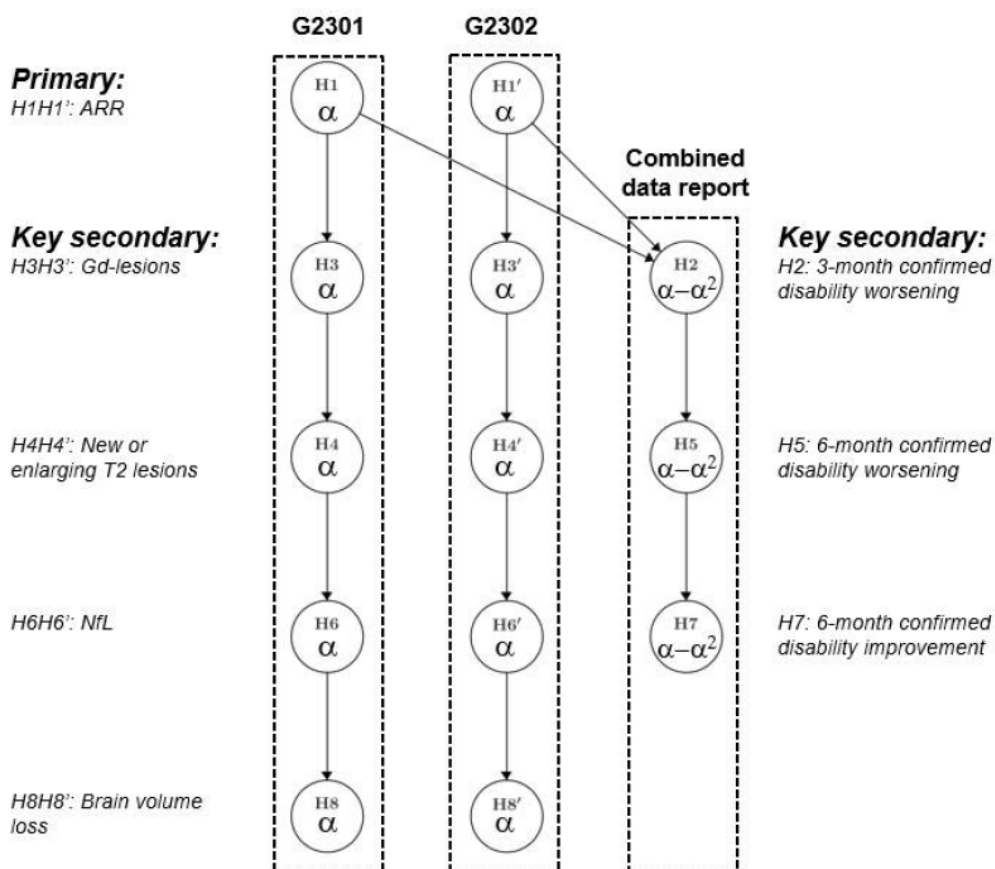 G2301
G2302
Primary:
H1H1’: ARR
H1
α
H1′
α
Combined
data report
Key secondary:
H3H3’: Gd-lesions
H3
α
H3′
α
H2
α−α²
Key secondary:
H2: 3-month confirmed
disability worsening
H4H4’: New or
enlarging T2 lesions
H4
α
H4′
α
H5
α−α²
H5: 6-month confirmed
disability worsening
H6H6’: NfL
H6
α
H6′
α
H7
α−α²
H7: 6-month confirmed
disability improvement
H8H8’: Brain volume
loss
H8
α
H8′
α